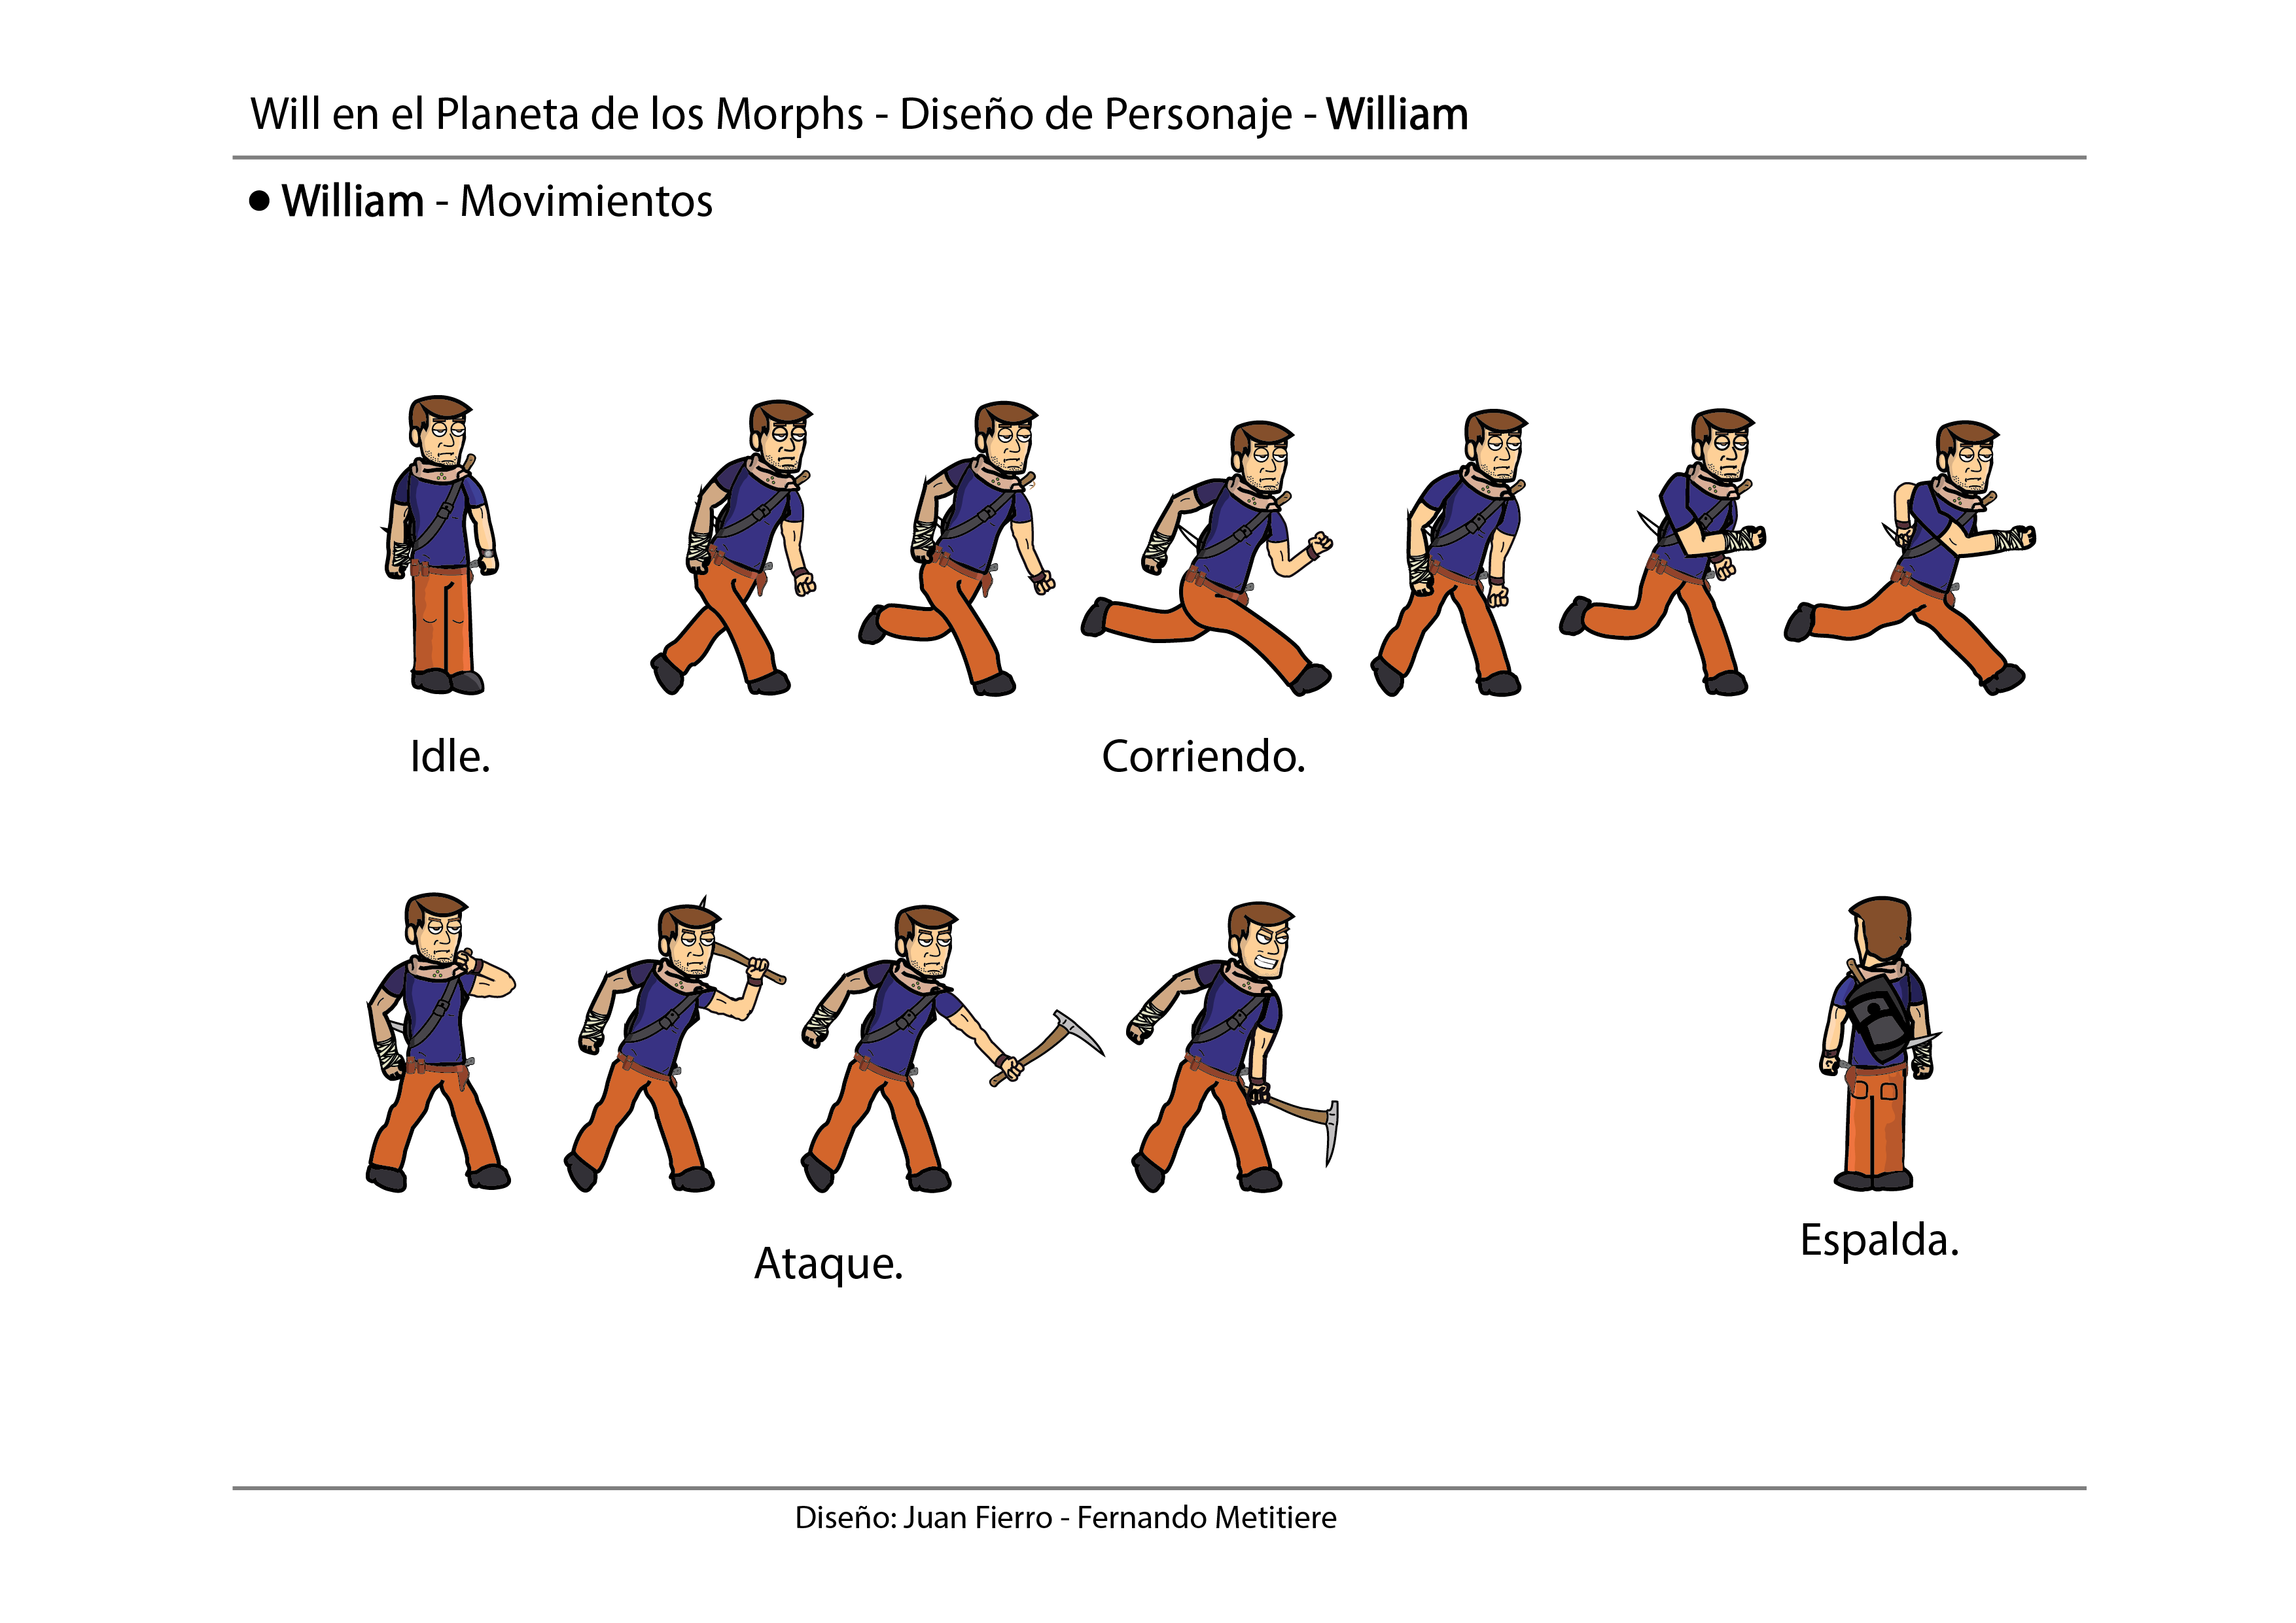 Will en el Planeta de los Morphs - Diseño de Personaje - William
● William - Movimientos
Idle.
Corriendo.
Ataque.
Espalda.
Diseño: Juan Fierro - Fernando Metitiere